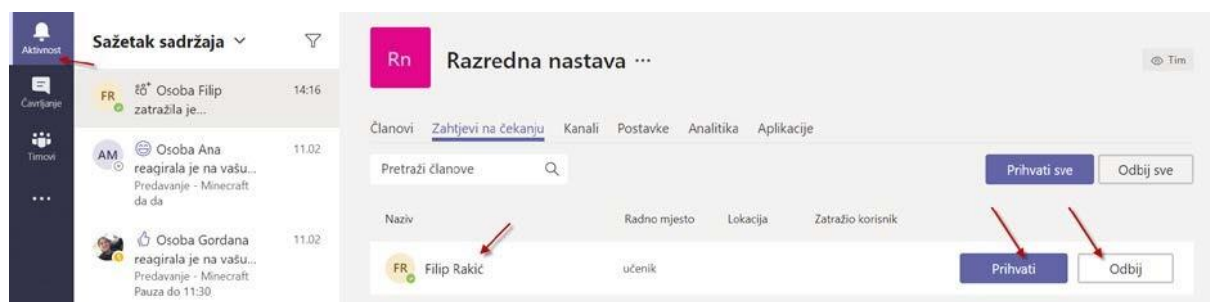 Aktivnost
Čavrljanje
Timovi
Sažetak sadržaja
FR
Osoba Filip
14:16
zatražila je...
AM
Osoba Ana
11.02
reagirala je na vašu...
Predavanje - Minecraft
da da
Osoba Gordana
11.02
reagirala je na vašu...
Predavanje - Minecraft
Pauza do 11:30
Rn
Razredna nastava ...
Tim
Članovi Zahtjevi na čekanju Kanali Postavke Analitika Aplikacije
Pretraži članove
Prihvati sve
Odbij sve
Naziv Radno mjesto Lokacija Zatražio korisnik
FR
Filip Rakić
učenik
Prihvati
Odbij